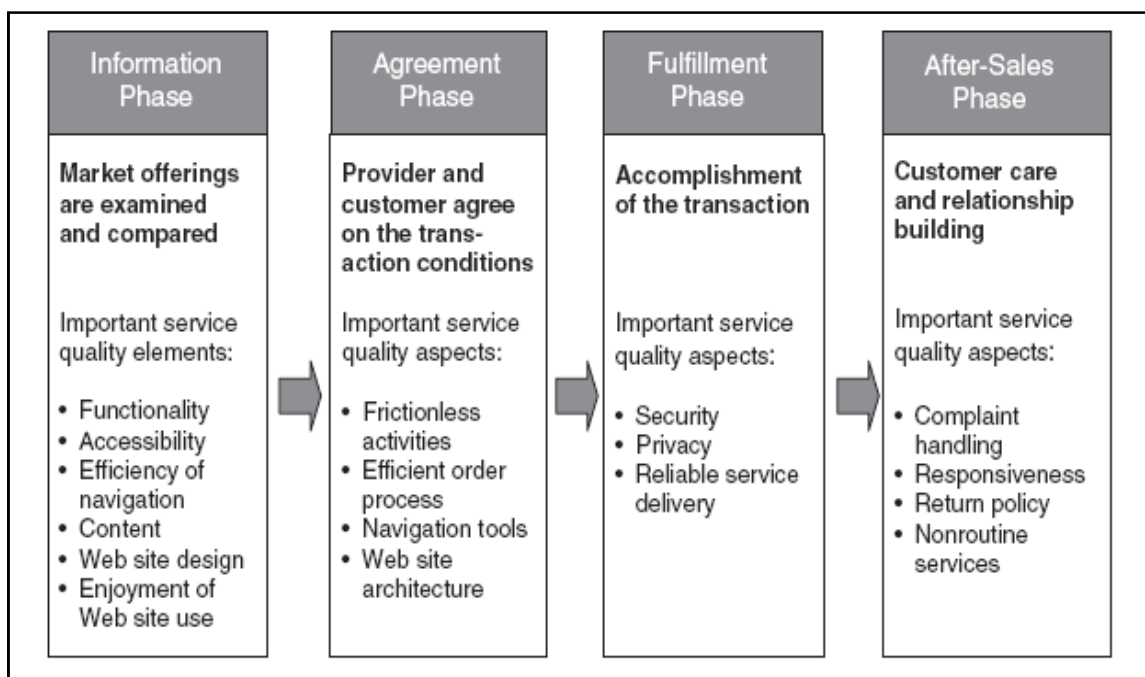 Information
Phase
Market offerings
are examined
and compared
Important service
quality elements:
• Functionality
• Accessibility
• Efficiency of
navigation
• Content
• Web site design
• Enjoyment of
Web site use
Agreement
Phase
Provider and
customer agree
on the trans-
action conditions
Important service
quality aspects:
• Frictionless
activities
• Efficient order
process
• Navigation tools
• Web site
architecture
Fulfillment
Phase
Accomplishment
of the transaction
Important service
quality aspects:
• Security
• Privacy
• Reliable service
delivery
After-Sales
Phase
Customer care
and relationship
building
Important service
quality aspects:
• Complaint
handling
• Responsiveness
• Return policy
• Nonroutine
services